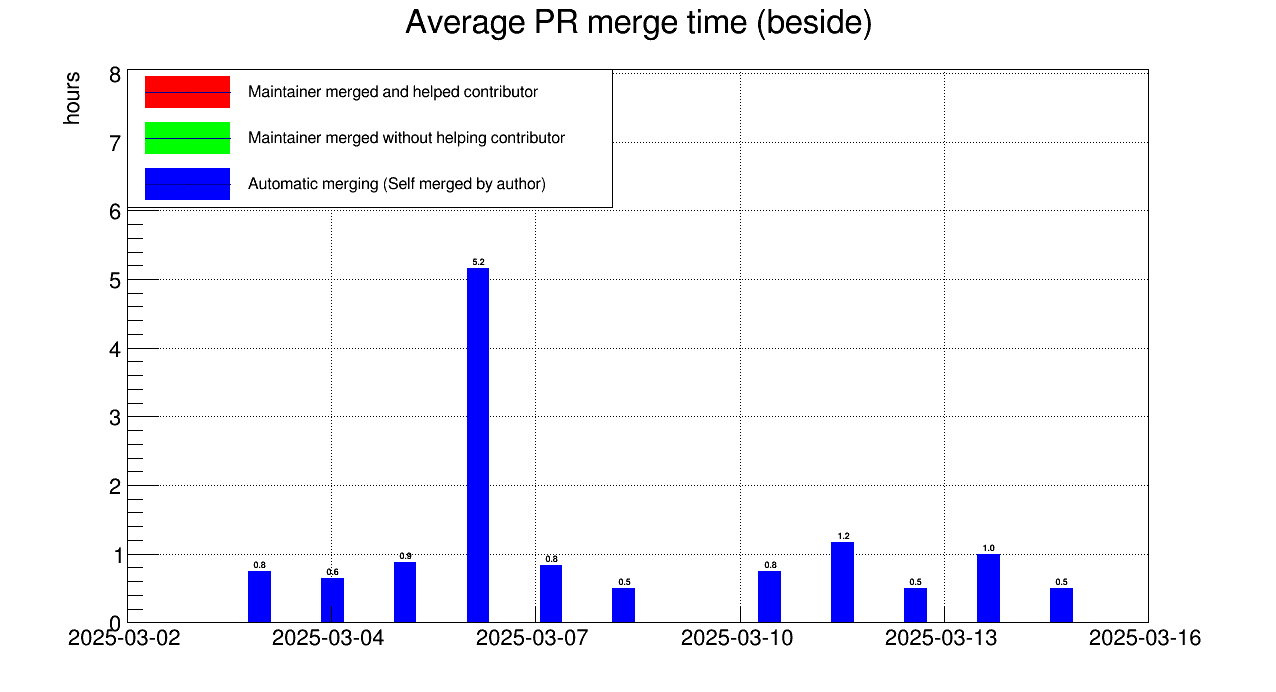 Average PR merge time (beside)
hours
8
7
6
5
4
3
2
1
0
Maintainer merged and helped contributor
Maintainer merged without helping contributor
Automatic merging (Self merged by author)
0.8 0.6 0.9 5.2 0.8 0.5 0.8 1.2 0.5 1.0 0.5
2025-03-02 2025-03-04 2025-03-07 2025-03-10 2025-03-13 2025-03-16